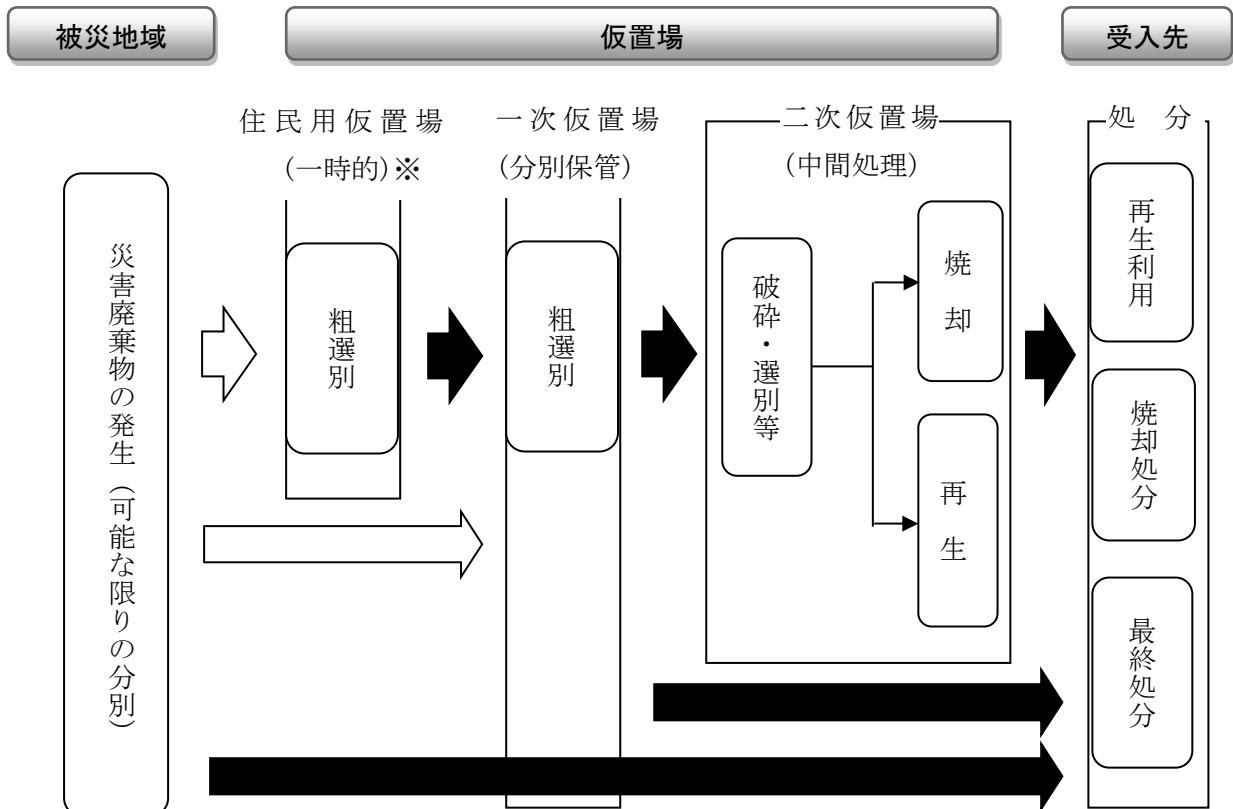 被災地域
仮置場
受入先
住民用仮置場
(一時的)※
一次仮置場
(分別保管)
二次仮置場
(中間処理)
処 分
災害廃棄物の発生(可能な限りの分別)
粗選別
粗選別
破砕・選別等
焼却
再生
再生利用
焼却処分
最終処分